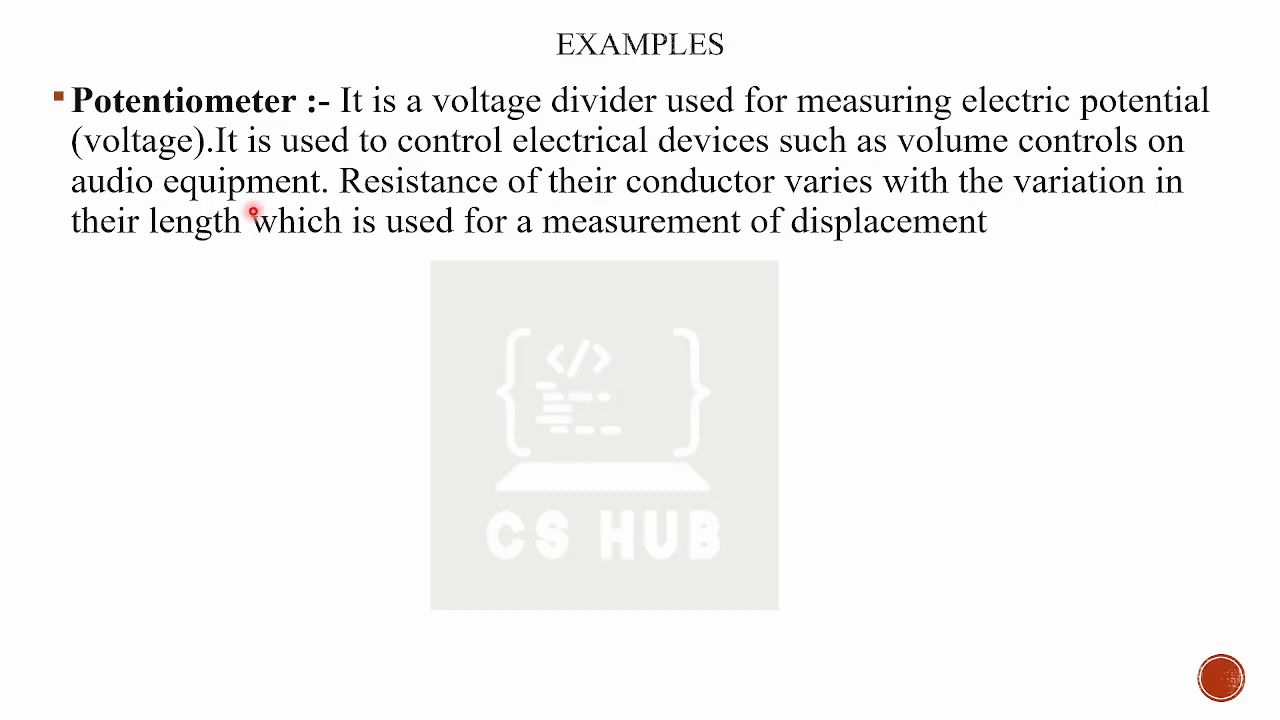 EXAMPLES
Potentiometer :- It is a voltage divider used for measuring electric potential
(voltage).It is used to control electrical devices such as volume controls on
audio equipment. Resistance of their conductor varies with the variation in
their length which is used for a measurement of displacement
</>
CS HUB